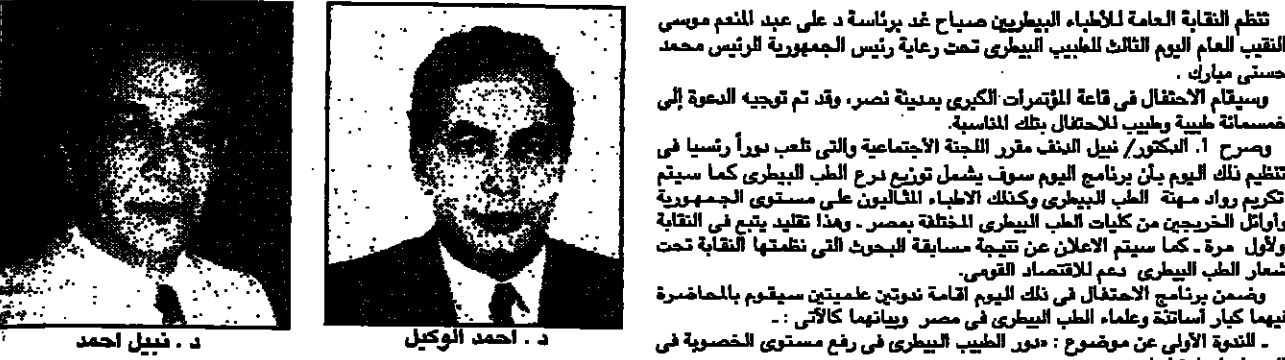 تنظم النقابة العامة للأطباء البيطريين صباح غد برئاسة د على عبد المنعم موسى
النقيب العام اليوم الثالث للطبيب البيطرى تحت رعاية رئيس الجمهورية الرئيس محمد
حسنى مبارك .
وسيقام الاحتفال فى قاعة المؤتمرات الكبرى بمدينة نصر، وقد تم توجيه الدعوة إلى
خمسمائة طبيبة وطبيب للاحتفال بتلك المناسبة.
وصرح أ. الدكتور/ نبيل الدنف مقرر اللجنة الاجتماعية والتى تلعب دوراً رئسيا فى
تنظيم ذلك اليوم بأن برنامج اليوم سوف يشمل توزيع درع الطب البيطرى كما سيتم
تكريم رواد مهنة الطب البيطرى وكذلك الاطباء المثاليون على مستوى الجمهورية
وأوائل الخريجين من كليات الطب البيطرى المختلفة بمصر ـ وهذا تقليد يتبع فى النقابة
ولأول مرة ـ كما سيتم الاعلان عن نتيجة مسابقة البحوث التى نظمتها النقابة تحت
شعار الطب البيطرى دعم للاقتصاد القومى.
وضمن برنامج الاحتفال فى ذلك اليوم اقامة ندوتين علميتين سيقوم بالمحاضرة
فيهما كبار أساتذة وعلماء الطب البيطرى فى مصر وبيانهما كالآتى : ـ
ـ الندوة الأولى عن موضوع : «دور الطبيب البيطرى فى رفع مستوى الخصوبة فى
د . احمد الوكيل
د . نبيل احمد